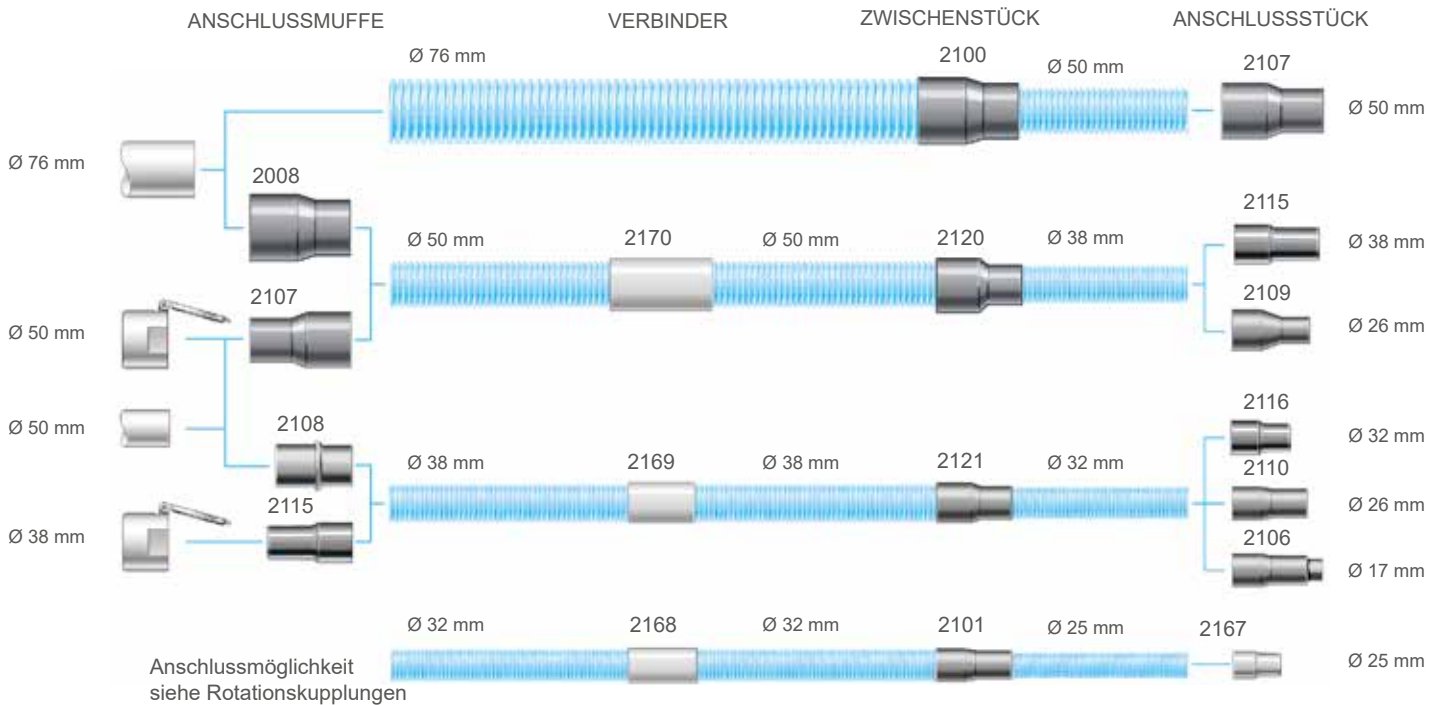 ANSCHLUSSMUFFE
VERBINDER
ZWISCHENSTÜCK
ANSCHLUSSSTÜCK
Ø 76 mm
2100
Ø 50 mm
2107
Ø 50 mm
Ø 76 mm
2008
Ø 50 mm
2170
Ø 50 mm
2120
Ø 38 mm
2115
Ø 38 mm
2107
Ø 50 mm
2109
Ø 26 mm
Ø 50 mm
2108
Ø 38 mm
2169
Ø 38 mm
2121
Ø 32 mm
2116
Ø 32 mm
2110
Ø 26 mm
2115
Ø 38 mm
2106
Ø 17 mm
Ø 32 mm
2168
Ø 32 mm
2101
Ø 25 mm
2167
Ø 25 mm
Anschlussmöglichkeit
siehe Rotationskupplungen